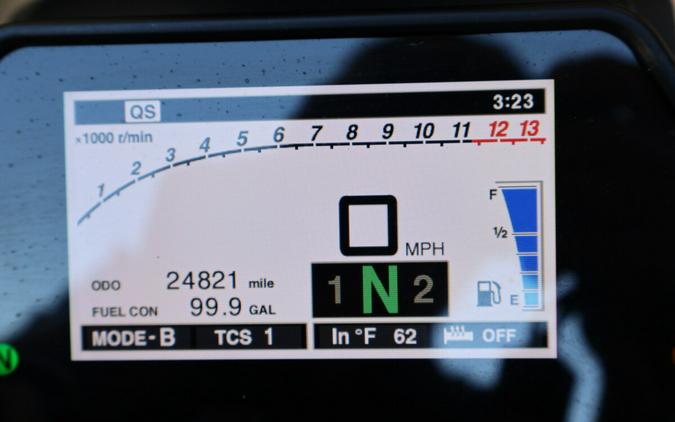 QS 3:23
×1000 r/min
1 2 3 4 5 6 7 8 9 10 11 12 13
F
1/2
E
0 MPH
1 N 2
ODO 24821 mile
FUEL CON 99.9 GAL
MODE-B TCS 1 In °F 62 OFF
N